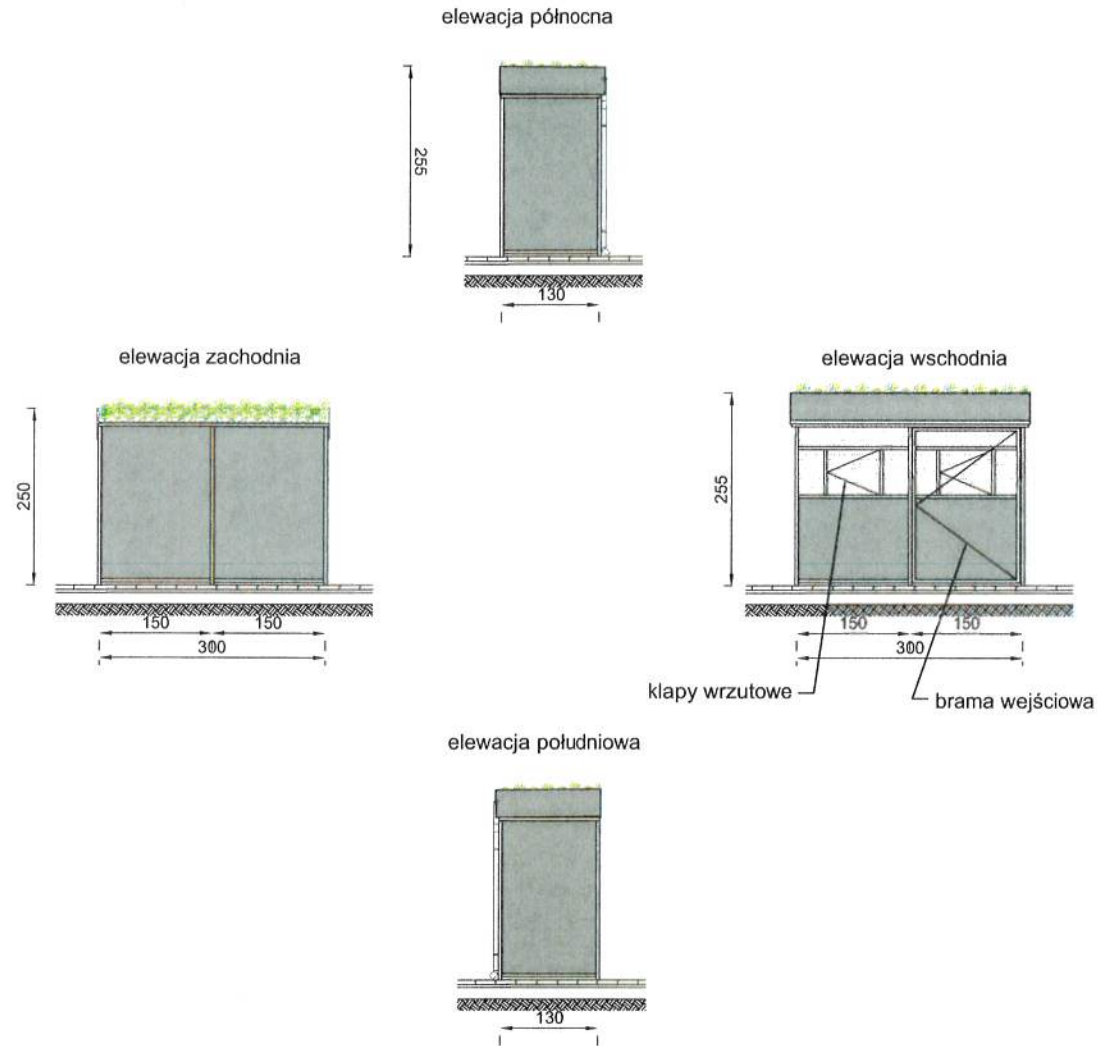 elewacja północna
255
130
elewacja zachodnia
250
150 150
300
elewacja wschodnia
255
150 150
300
klapy wrzutowe
brama wejściowa
elewacja południowa
130